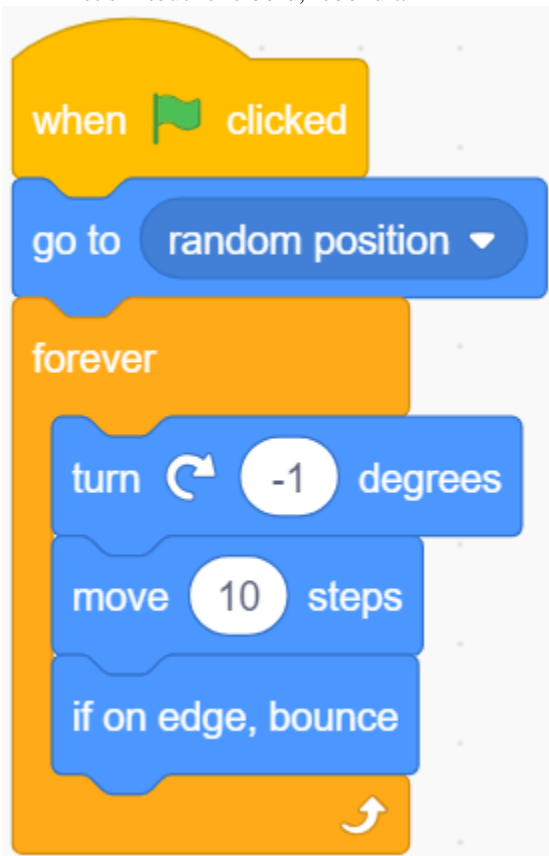 when clicked
go to random position
forever
turn -1 degrees
move 10 steps
if on edge, bounce